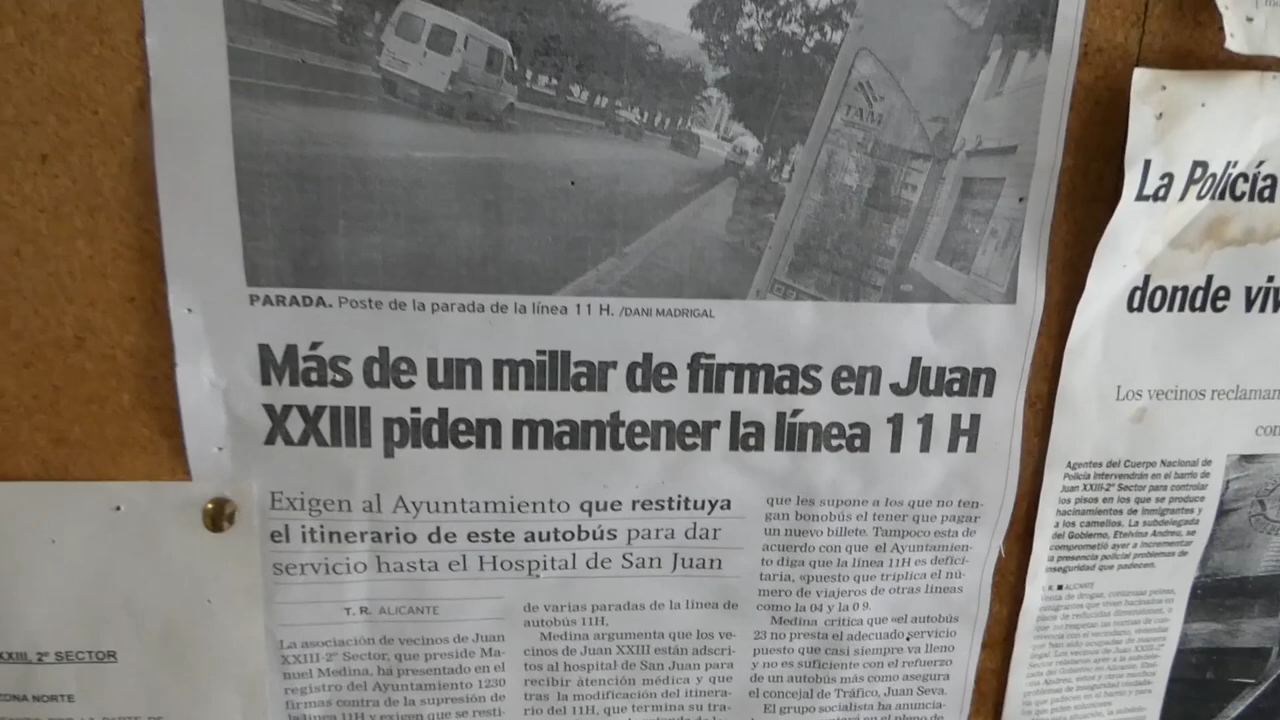 TAM
PARADA. Poste de la parada de la línea 11 H. /DANI MADRIGAL
Más de un millar de firmas en Juan
XXIII piden mantener la línea 11 H
Exigen al Ayuntamiento que restituya
el itinerario de este autobús para dar
servicio hasta el Hospital de San Juan
T. R. ALICANTE
La asociación de vecinos de Juan
XXIII-2º Sector, que preside Ma-
nuel Medina, ha presentado en el
registro del Ayuntamiento 1230
firmas contra de la supresión de
la línea 11H y exigen que se resti-
de varias paradas de la línea de
autobús 11H,
Medina argumenta que los ve-
cinos de Juan XXIII están adscri-
tos al hospital de San Juan para
recibir atención médica y que
tras la modificación del itinera-
rio del 11H, que termina su tra-
que les supone a los que no ten-
gan bonobús el tener que pagar
un nuevo billete. Tampoco esta de
acuerdo con que el Ayuntamien-
to diga que la línea 11H es defici-
taria, «puesto que triplica el nú-
mero de viajeros de otras líneas
como la 04 y la 09.
Medina critica que «el autobús
23 no presta el adecuado servicio
puesto que casi siempre va lleno
y no es suficiente con el refuerzo
de un autobús más como asegura
el concejal de Tráfico, Juan Seva.
El grupo socialista ha anuncia-
XXIII, 2º SECTOR
ZONA NORTE
La Policía
donde viv
Los vecinos reclaman
con
Agentes del Cuerpo Nacional de
Policía intervendrán en el barrio de
Juan XXIII-2º Sector para controlar
los pisos en los que se produce
hacinamientos de inmigrantes y
a los camellos. La subdelegada
del Gobierno, Etelvina Andreu, se
comprometió ayer a incrementar
la presencia policial problemas de
inseguridad que padecen.
ALICANTE